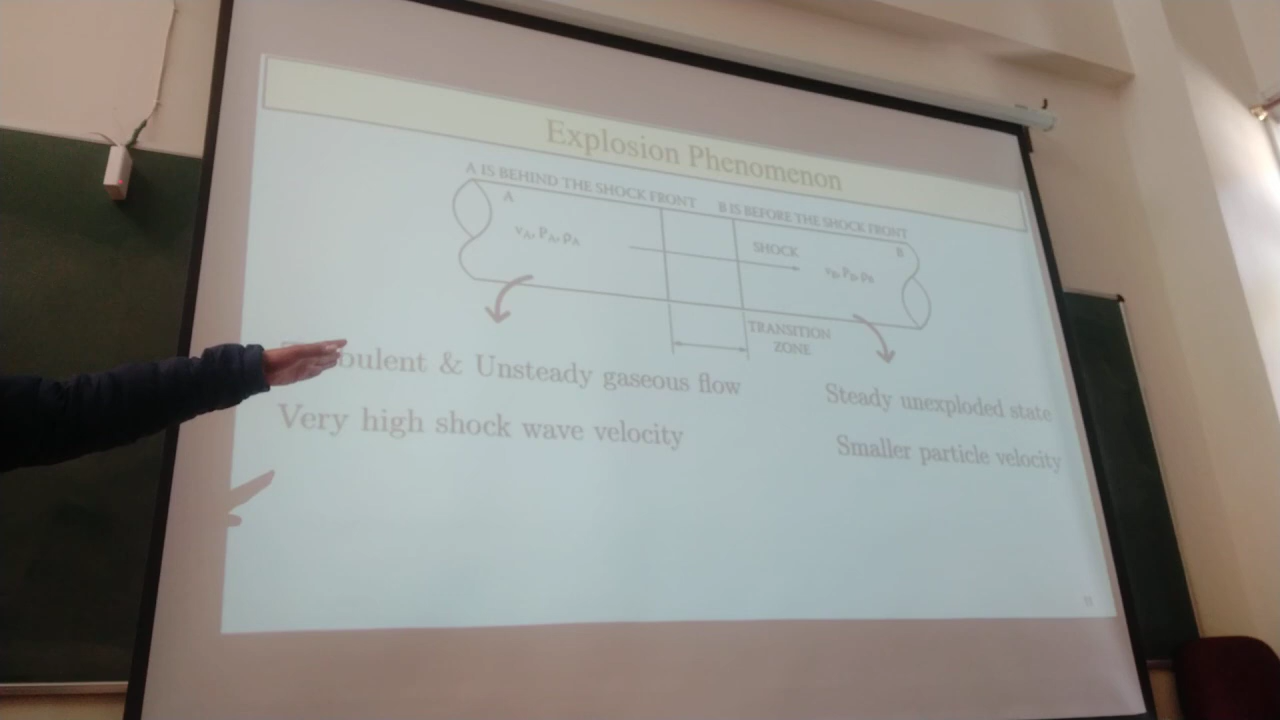 Explosion Phenomenon
A IS BEHIND THE SHOCK FRONT
B IS BEFORE THE SHOCK FRONT
A
B
vA, PA, ρA
SHOCK
vB, PB, ρB
TRANSITION
ZONE
& Unsteady gaseous flow
Very high shock wave velocity
Steady unexploded state
Smaller particle velocity